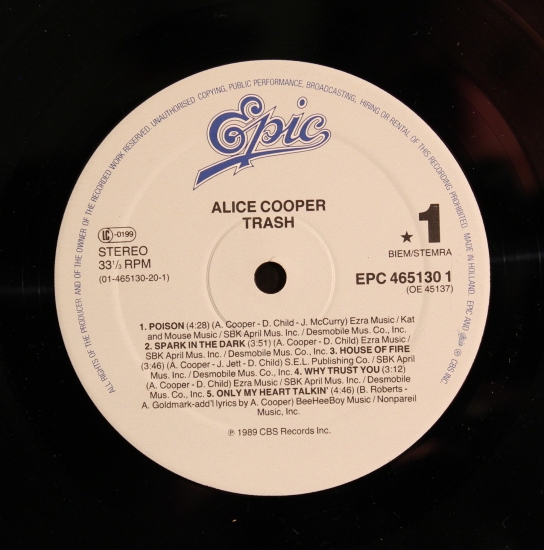 ALL RIGHTS OF THE PRODUCER AND OF THE OWNER OF THE RECORDED WORK RESERVED. UNAUTHORISED COPYING, PUBLIC PERFORMANCE, BROADCASTING, HIRING OR RENTAL OF THIS RECORDING PROHIBITED. MADE IN HOLLAND. EPIC AND Epic ℗ CBS INC.
Epic
ALICE COOPER
TRASH
LC -0199
STEREO
33⅓ RPM
(01-465130-20-1)
★ 1
BIEM/STEMRA
EPC 465130 1
(OE 45137)
1. POISON (4:28) (A. Cooper - D. Child - J. McCurry) Ezra Music / Kat
and Mouse Music / SBK April Mus. Inc. / Desmobile Mus. Co., Inc.
2. SPARK IN THE DARK (3:51) (A. Cooper - D. Child) Ezra Music /
SBK April Mus. Inc. / Desmobile Mus. Co., Inc. 3. HOUSE OF FIRE
(3:46) (A. Cooper - J. Jett - D. Child) S.E.L. Publishing Co. / SBK April
Mus. Inc. / Desmobile Mus. Co., Inc. 4. WHY TRUST YOU (3:12)
(A. Cooper - D. Child) Ezra Music / SBK April Mus. Inc. / Desmobile
Mus. Co., Inc. 5. ONLY MY HEART TALKIN' (4:46) (B. Roberts -
A. Goldmark-add'l lyrics by A. Cooper) BeeHeeBoy Music / Nonpareil
Music, Inc.
℗ 1989 CBS Records Inc.